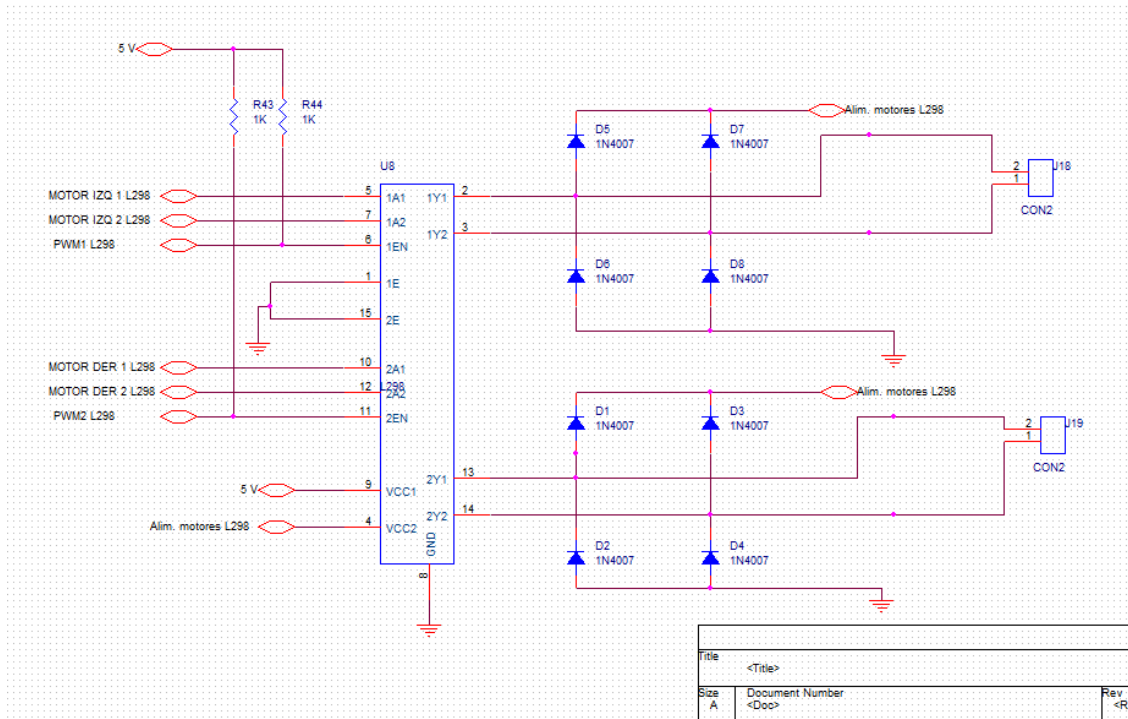 5 V
R43
1K
R44
1K
U8
MOTOR IZQ 1 L298
MOTOR IZQ 2 L298
PWM1 L298
MOTOR DER 1 L298
MOTOR DER 2 L298
PWM2 L298
5 V
Alim. motores L298
5
7
6
1
15
10
12
11
9
4
1A1
1A2
1EN
1E
2E
2A1
2A2
2EN
VCC1
VCC2
GND
8
L298
1Y1
1Y2
2Y1
2Y2
2
3
13
14
Alim. motores L298
D5
1N4007
D7
1N4007
D6
1N4007
D8
1N4007
2
1
J18
CON2
Alim. motores L298
D1
1N4007
D3
1N4007
D2
1N4007
D4
1N4007
2
1
J19
CON2
Title
<Title>
Size
A
Document Number
<Doc>
Rev
<R